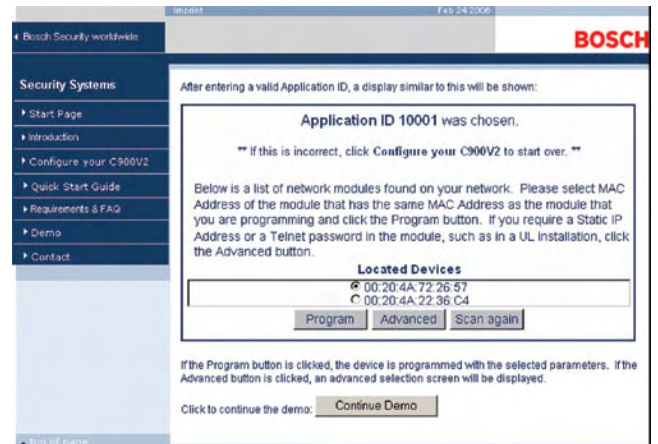 Imprint
Feb 24 2006
Bosch Security worldwide
BOSCH
Security Systems
Start Page
Introduction
Configure your C900V2
Quick Start Guide
Requirements & FAQ
Demo
Contact
After entering a valid Application ID, a display similar to this will be shown:
Application ID 10001 was chosen.
** If this is incorrect, click Configure your C900V2 to start over. **
Below is a list of network modules found on your network. Please select MAC
Address of the module that has the same MAC Address as the module that
you are programming and click the Program button. If you require a Static IP
Address or a Telnet password in the module, such as in a UL installation, click
the Advanced button.
Located Devices
00:20:4A:72:26:57
00:20:4A:22:36:C4
Program Advanced Scan again
If the Program button is clicked, the device is programmed with the selected parameters. If the
Advanced button is clicked, an advanced selection screen will be displayed.
Click to continue the demo: Continue Demo
top of page